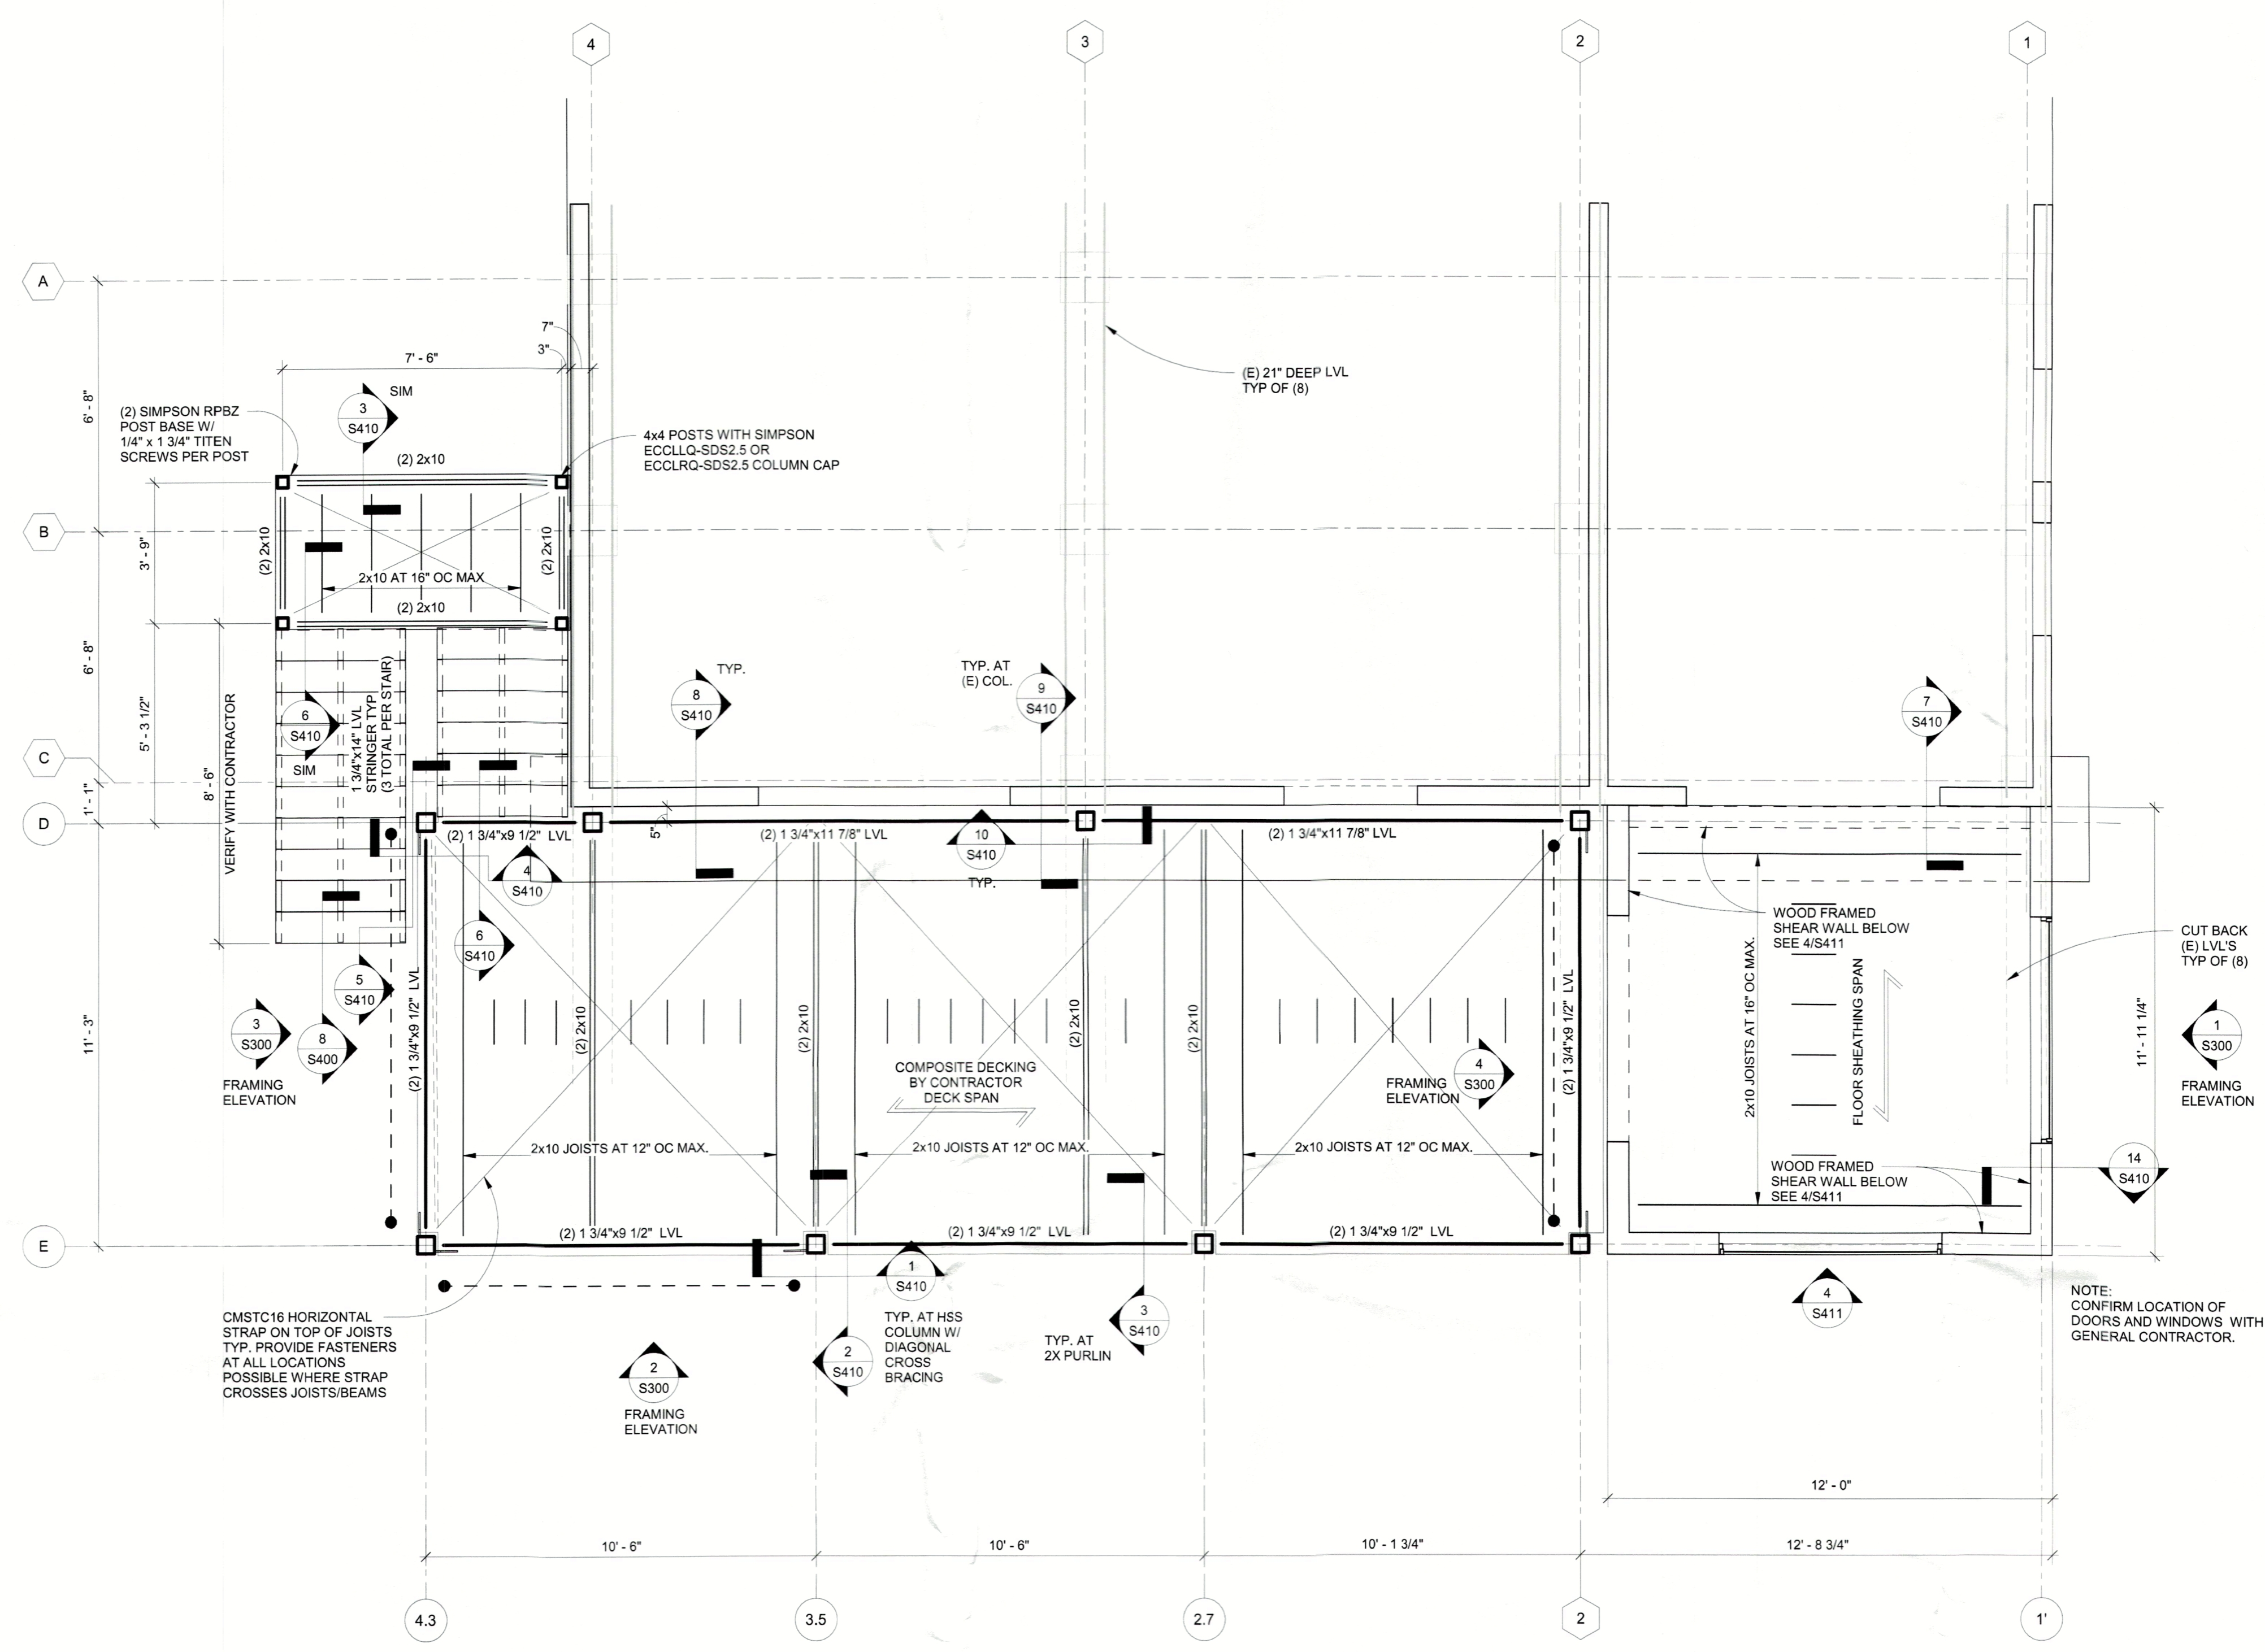 4
3
2
1
A
7"
3"
7' - 6"
(E) 21" DEEP LVL
TYP OF (8)
6' - 8"
SIM
3
S410
(2) SIMPSON RPBZ
POST BASE W/
1/4" x 1 3/4" TITEN
SCREWS PER POST
(2) 2x10
4x4 POSTS WITH SIMPSON
ECCLLQ-SDS2.5 OR
ECCLRQ-SDS2.5 COLUMN CAP
B
3' - 9"
(2) 2x10
(2) 2x10
2x10 AT 16" OC MAX
(2) 2x10
6' - 8"
5' - 3 1/2"
8' - 6"
VERIFY WITH CONTRACTOR
6
S410
SIM
1 3/4"x14" LVL
STRINGER TYP
(3 TOTAL PER STAIR)
TYP.
8
S410
TYP. AT
(E) COL.
9
S410
7
S410
C
1' - 1"
D
(2) 1 3/4"x9 1/2" LVL
5"
(2) 1 3/4"x11 7/8" LVL
10
S410
TYP.
(2) 1 3/4"x11 7/8" LVL
4
S410
6
S410
5
S410
WOOD FRAMED
SHEAR WALL BELOW
SEE 4/S411
CUT BACK
(E) LVL'S
TYP OF (8)
11' - 3"
3
S300
FRAMING
ELEVATION
8
S400
(2) 1 3/4"x9 1/2" LVL
(2) 2x10
(2) 2x10
(2) 2x10
(2) 2x10
COMPOSITE DECKING
BY CONTRACTOR
DECK SPAN
FRAMING
ELEVATION
4
S300
(2) 1 3/4"x9 1/2" LVL
2x10 JOISTS AT 16" OC MAX.
FLOOR SHEATHING SPAN
11' - 11 1/4"
1
S300
FRAMING
ELEVATION
2x10 JOISTS AT 12" OC MAX.
2x10 JOISTS AT 12" OC MAX.
2x10 JOISTS AT 12" OC MAX.
WOOD FRAMED
SHEAR WALL BELOW
SEE 4/S411
14
S410
E
(2) 1 3/4"x9 1/2" LVL
(2) 1 3/4"x9 1/2" LVL
(2) 1 3/4"x9 1/2" LVL
1
S410
TYP. AT HSS
COLUMN W/
DIAGONAL
CROSS
BRACING
CMSTC16 HORIZONTAL
STRAP ON TOP OF JOISTS
TYP. PROVIDE FASTENERS
AT ALL LOCATIONS
POSSIBLE WHERE STRAP
CROSSES JOISTS/BEAMS
2
S300
FRAMING
ELEVATION
2
S410
TYP. AT
2X PURLIN
3
S410
4
S411
NOTE:
CONFIRM LOCATION OF
DOORS AND WINDOWS WITH
GENERAL CONTRACTOR.
12' - 0"
10' - 6"
10' - 6"
10' - 1 3/4"
12' - 8 3/4"
4.3
3.5
2.7
2
1'